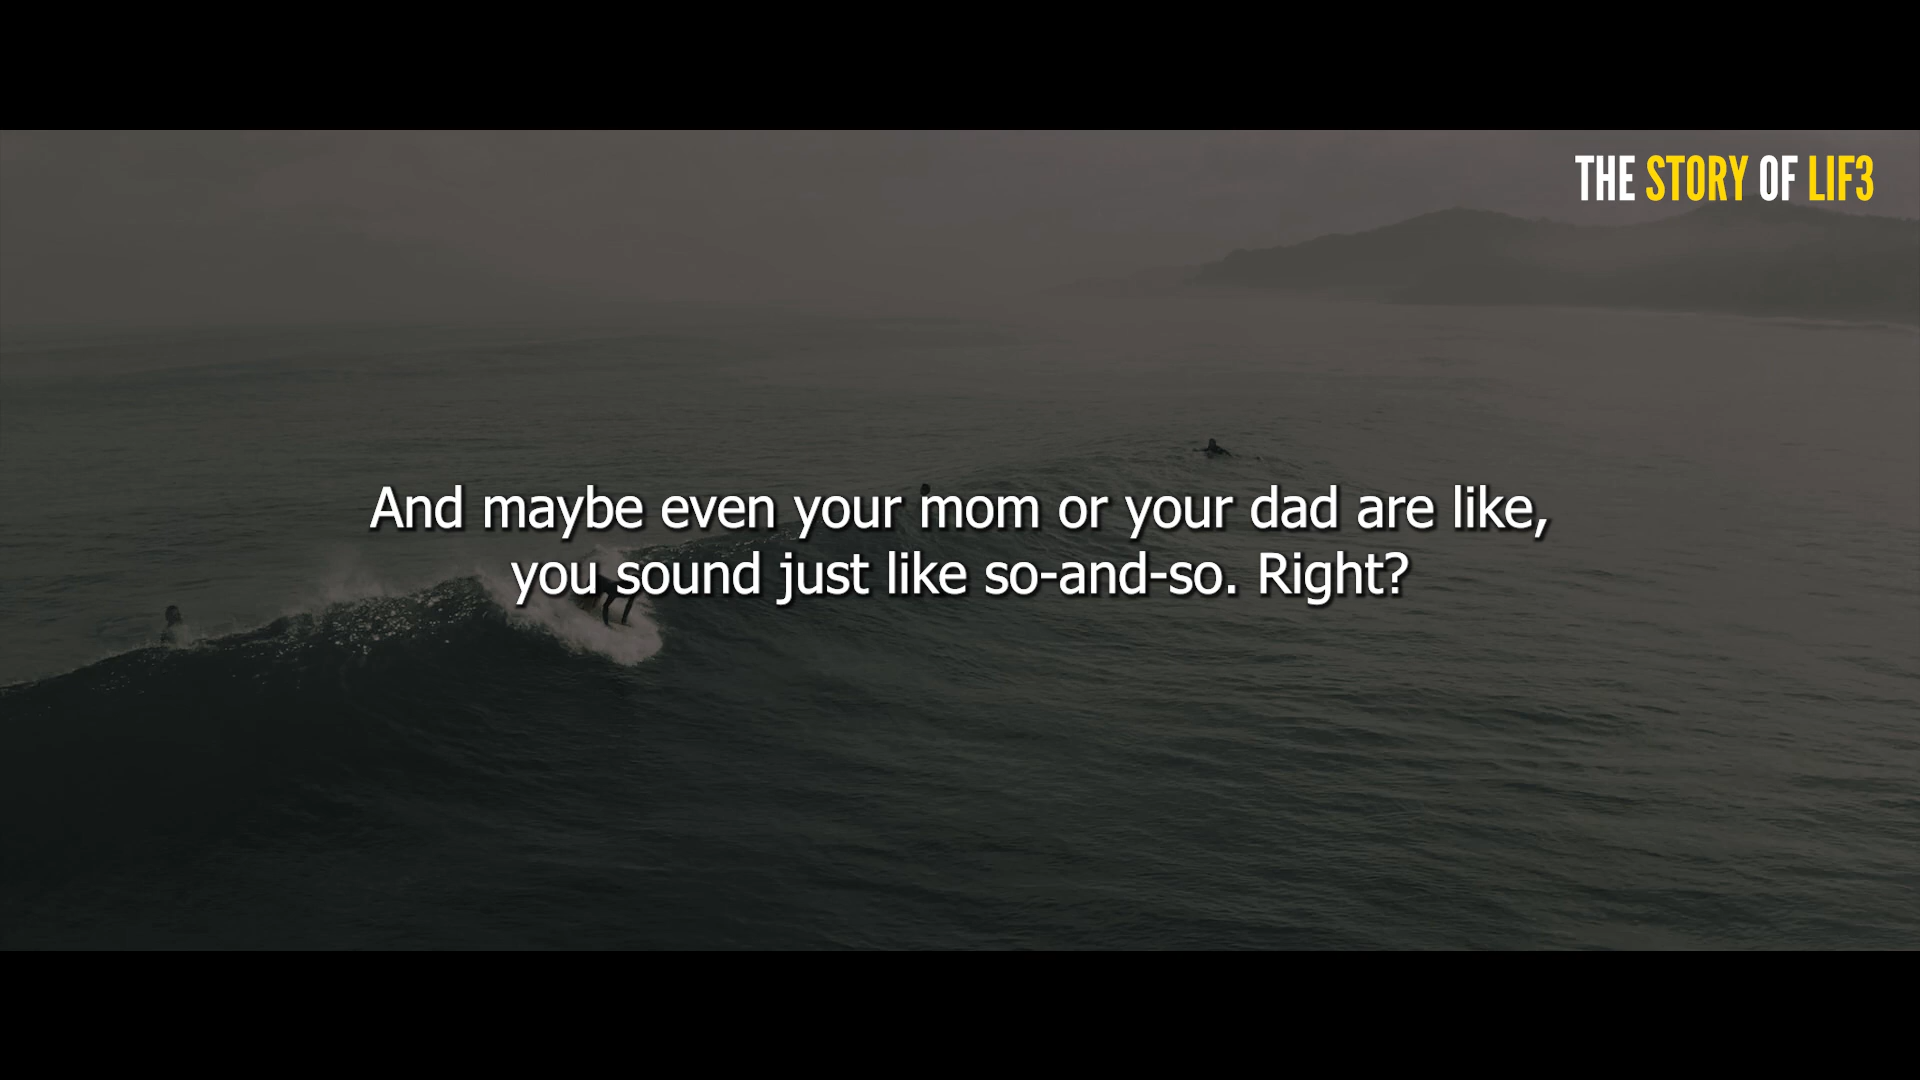 THE STORY OF LIF3
And maybe even your mom or your dad are like,
you sound just like so-and-so. Right?